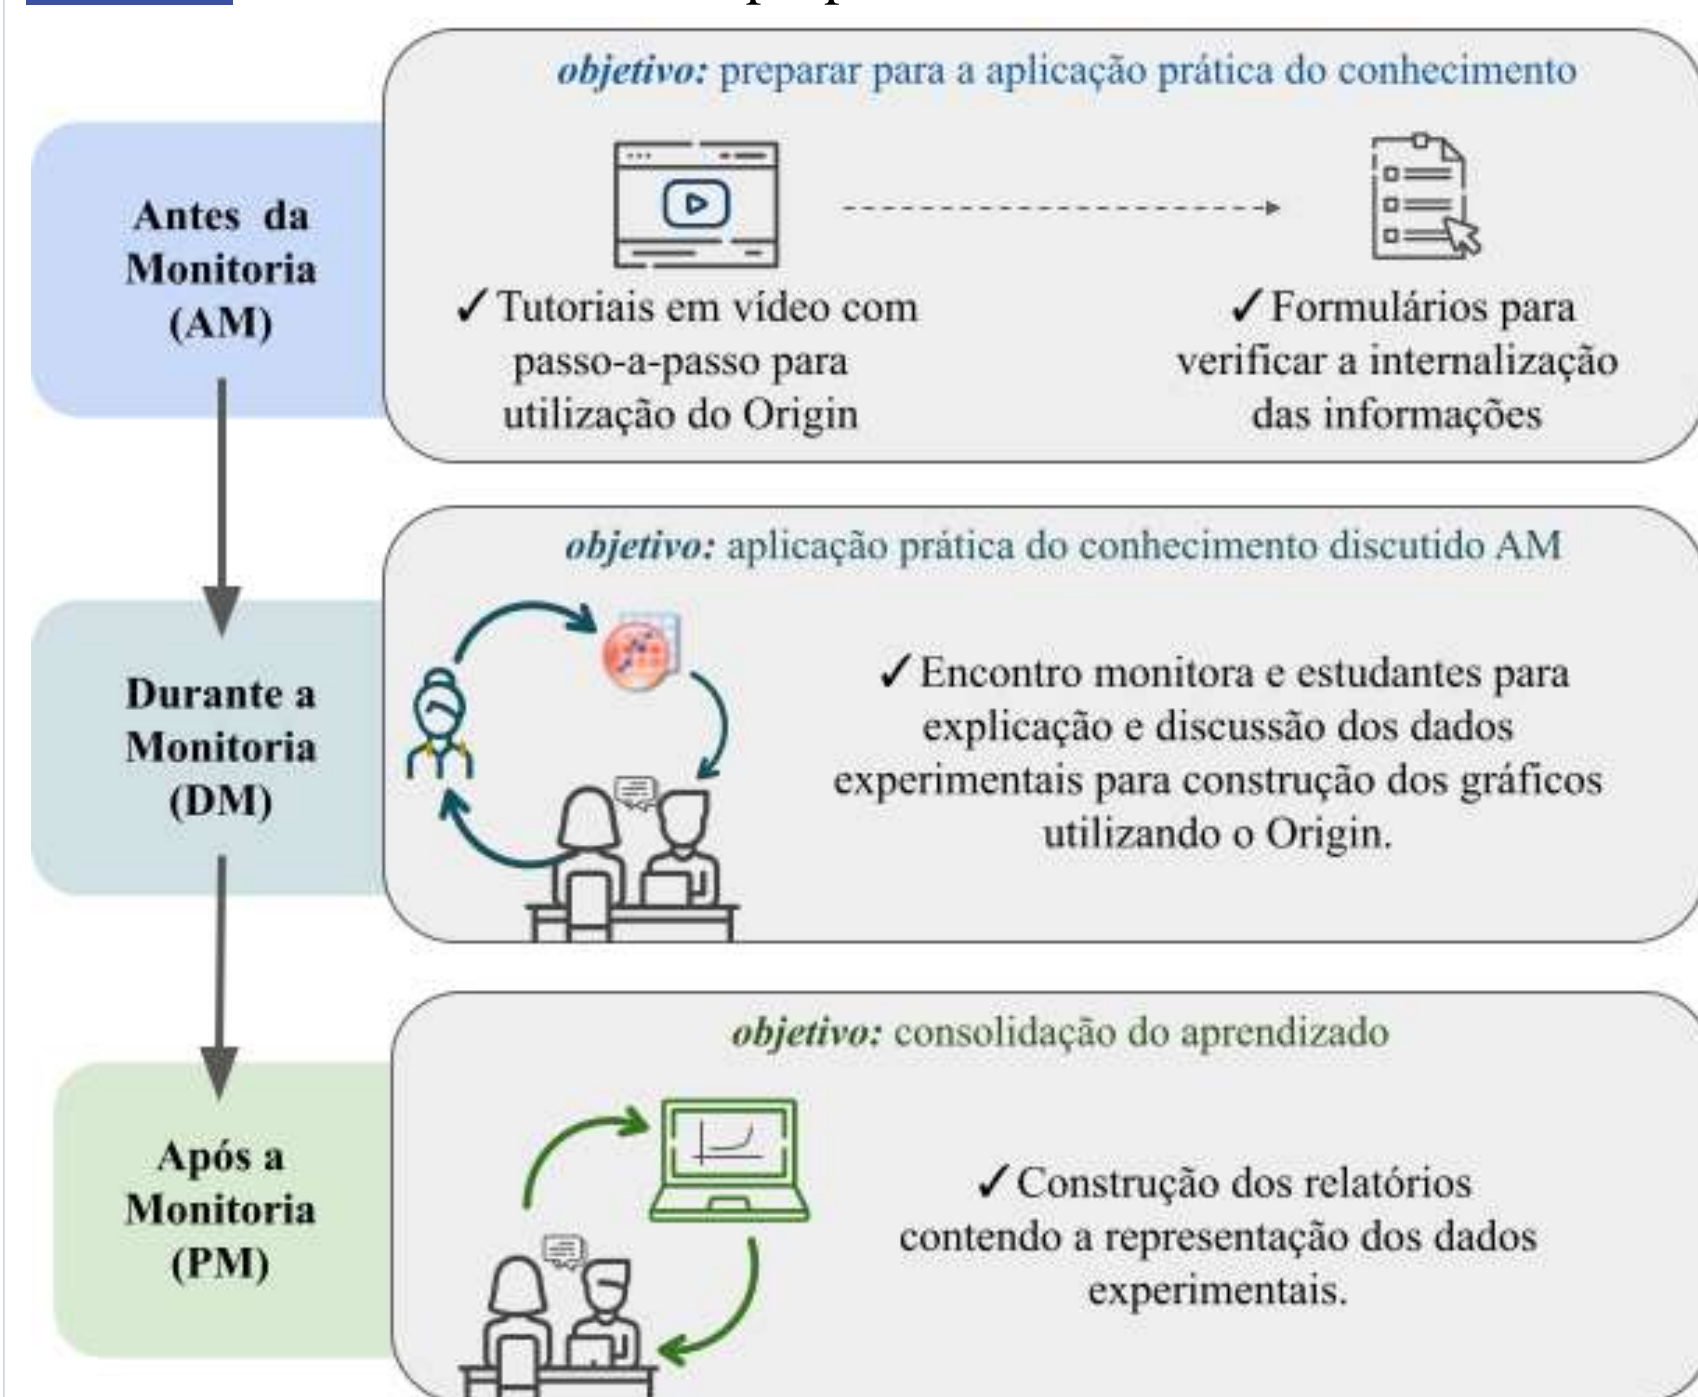 objetivo: preparar para a aplicação prática do conhecimento
Antes da
Monitoria
(AM)
✓Tutoriais em vídeo com
passo-a-passo para
utilização do Origin
✓Formulários para
verificar a internalização
das informações
objetivo: aplicação prática do conhecimento discutido AM
Durante a
Monitoria
(DM)
✓Encontro monitora e estudantes para
explicação e discussão dos dados
experimentais para construção dos gráficos
utilizando o Origin.
objetivo: consolidação do aprendizado
Após a
Monitoria
(PM)
✓Construção dos relatórios
contendo a representação dos dados
experimentais.